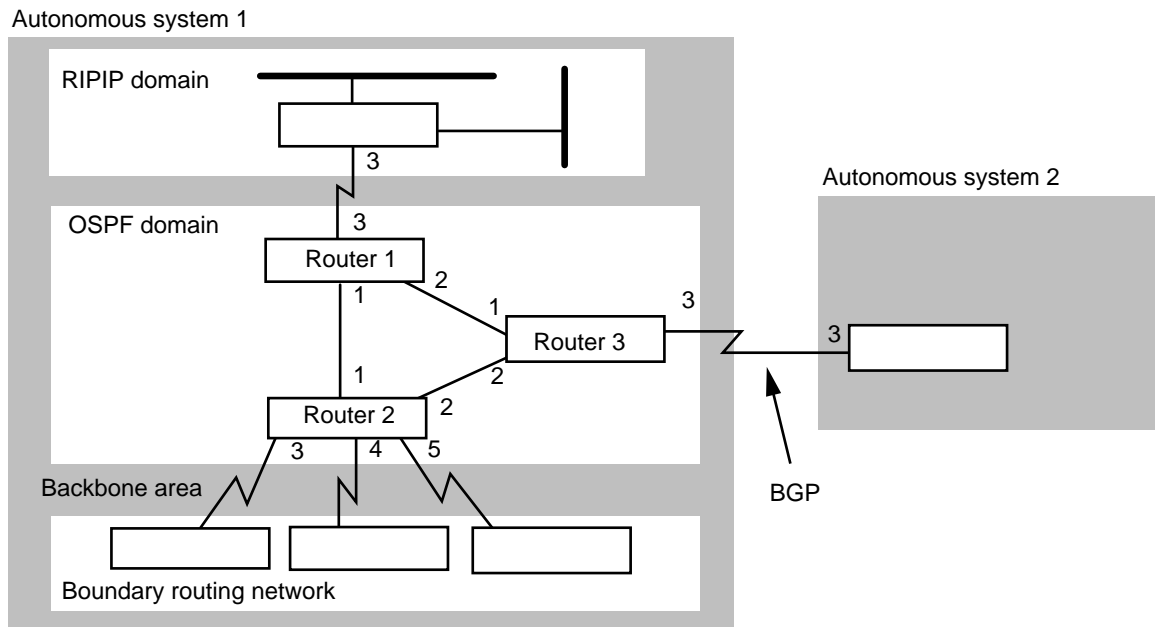 Autonomous system 1
RIPIP domain
3
Autonomous system 2
OSPF domain
3
Router 1
2
1
1
3
Router 3
3
2
1
Router 2
2
3
4
5
Backbone area
BGP
Boundary routing network